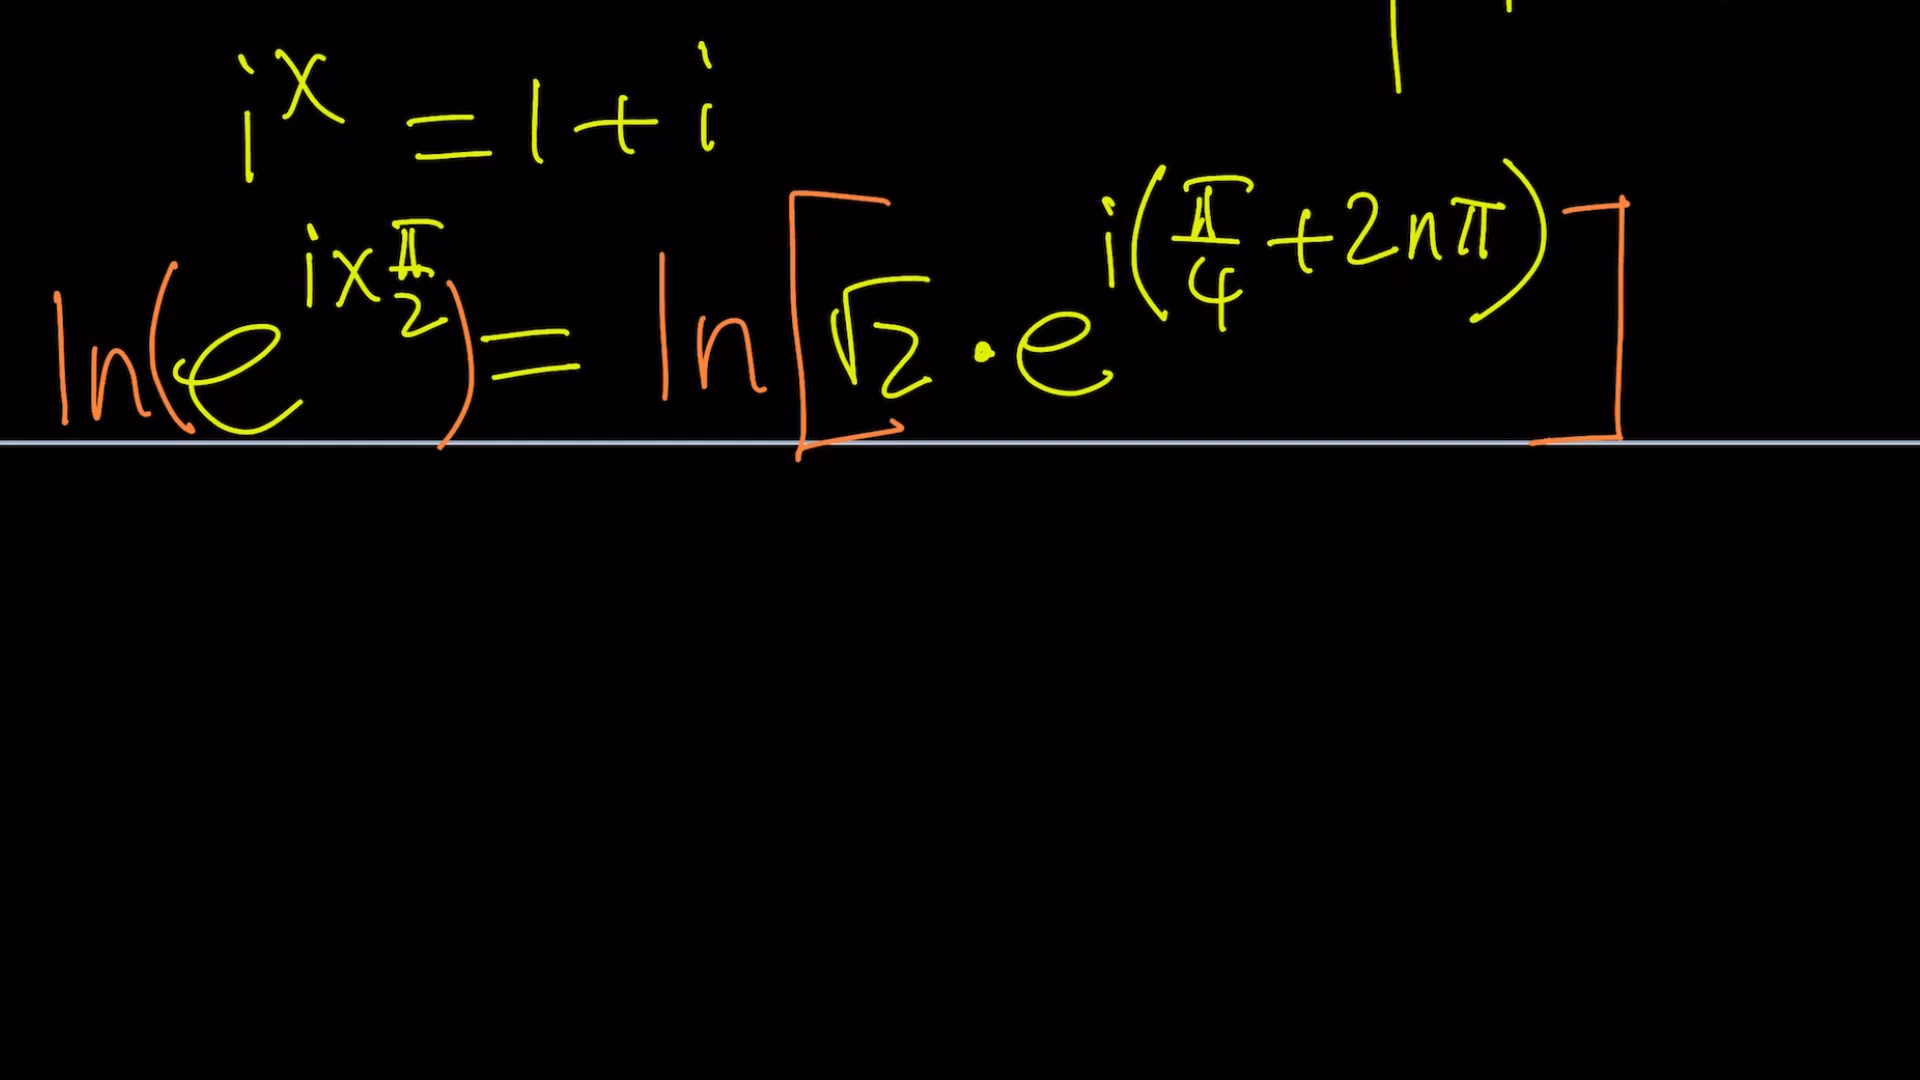 i^x = 1 + i
ln(e^{ix π/2}) = ln[√2 · e^{i(π/4 + 2nπ)}]